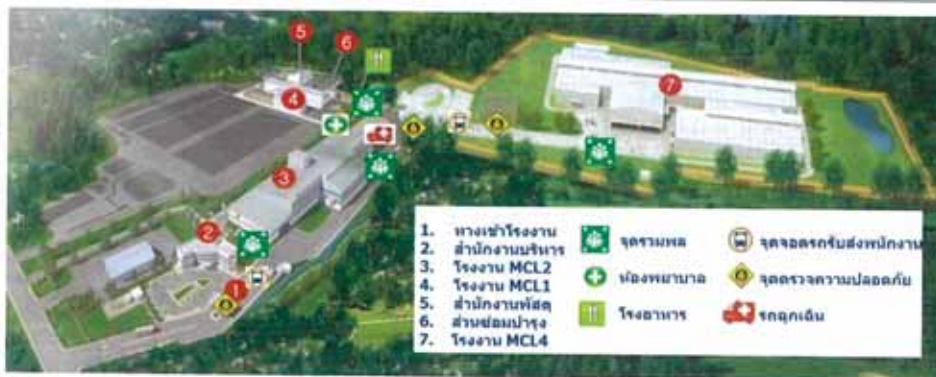 5
6
7
4
3
2
1
1. ทางเข้าโรงงาน
2. สำนักงานบริหาร
3. โรงงาน MCL2
4. โรงงาน MCL1
5. สำนักงานพัสดุ
6. ส่วนซ่อมบำรุง
7. โรงงาน MCL4
จุดรวมพล
ห้องพยาบาล
โรงอาหาร
จุดจอดรถรับส่งพนักงาน
จุดตรวจความปลอดภัย
รถฉุกเฉิน